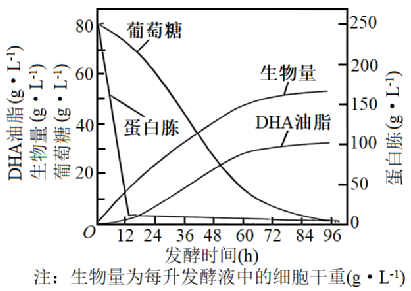 DHA油脂(g·L-1)
生物量(g·L-1)
葡萄糖(g·L-1)
80
60
40
20
O
葡萄糖
蛋白胨
生物量
DHA油脂
250
200
150
100
50
0
蛋白胨(g·L-1)
12 24 36 48 60 72 84 96
发酵时间(h)
注：生物量为每升发酵液中的细胞干重(g·L-1)